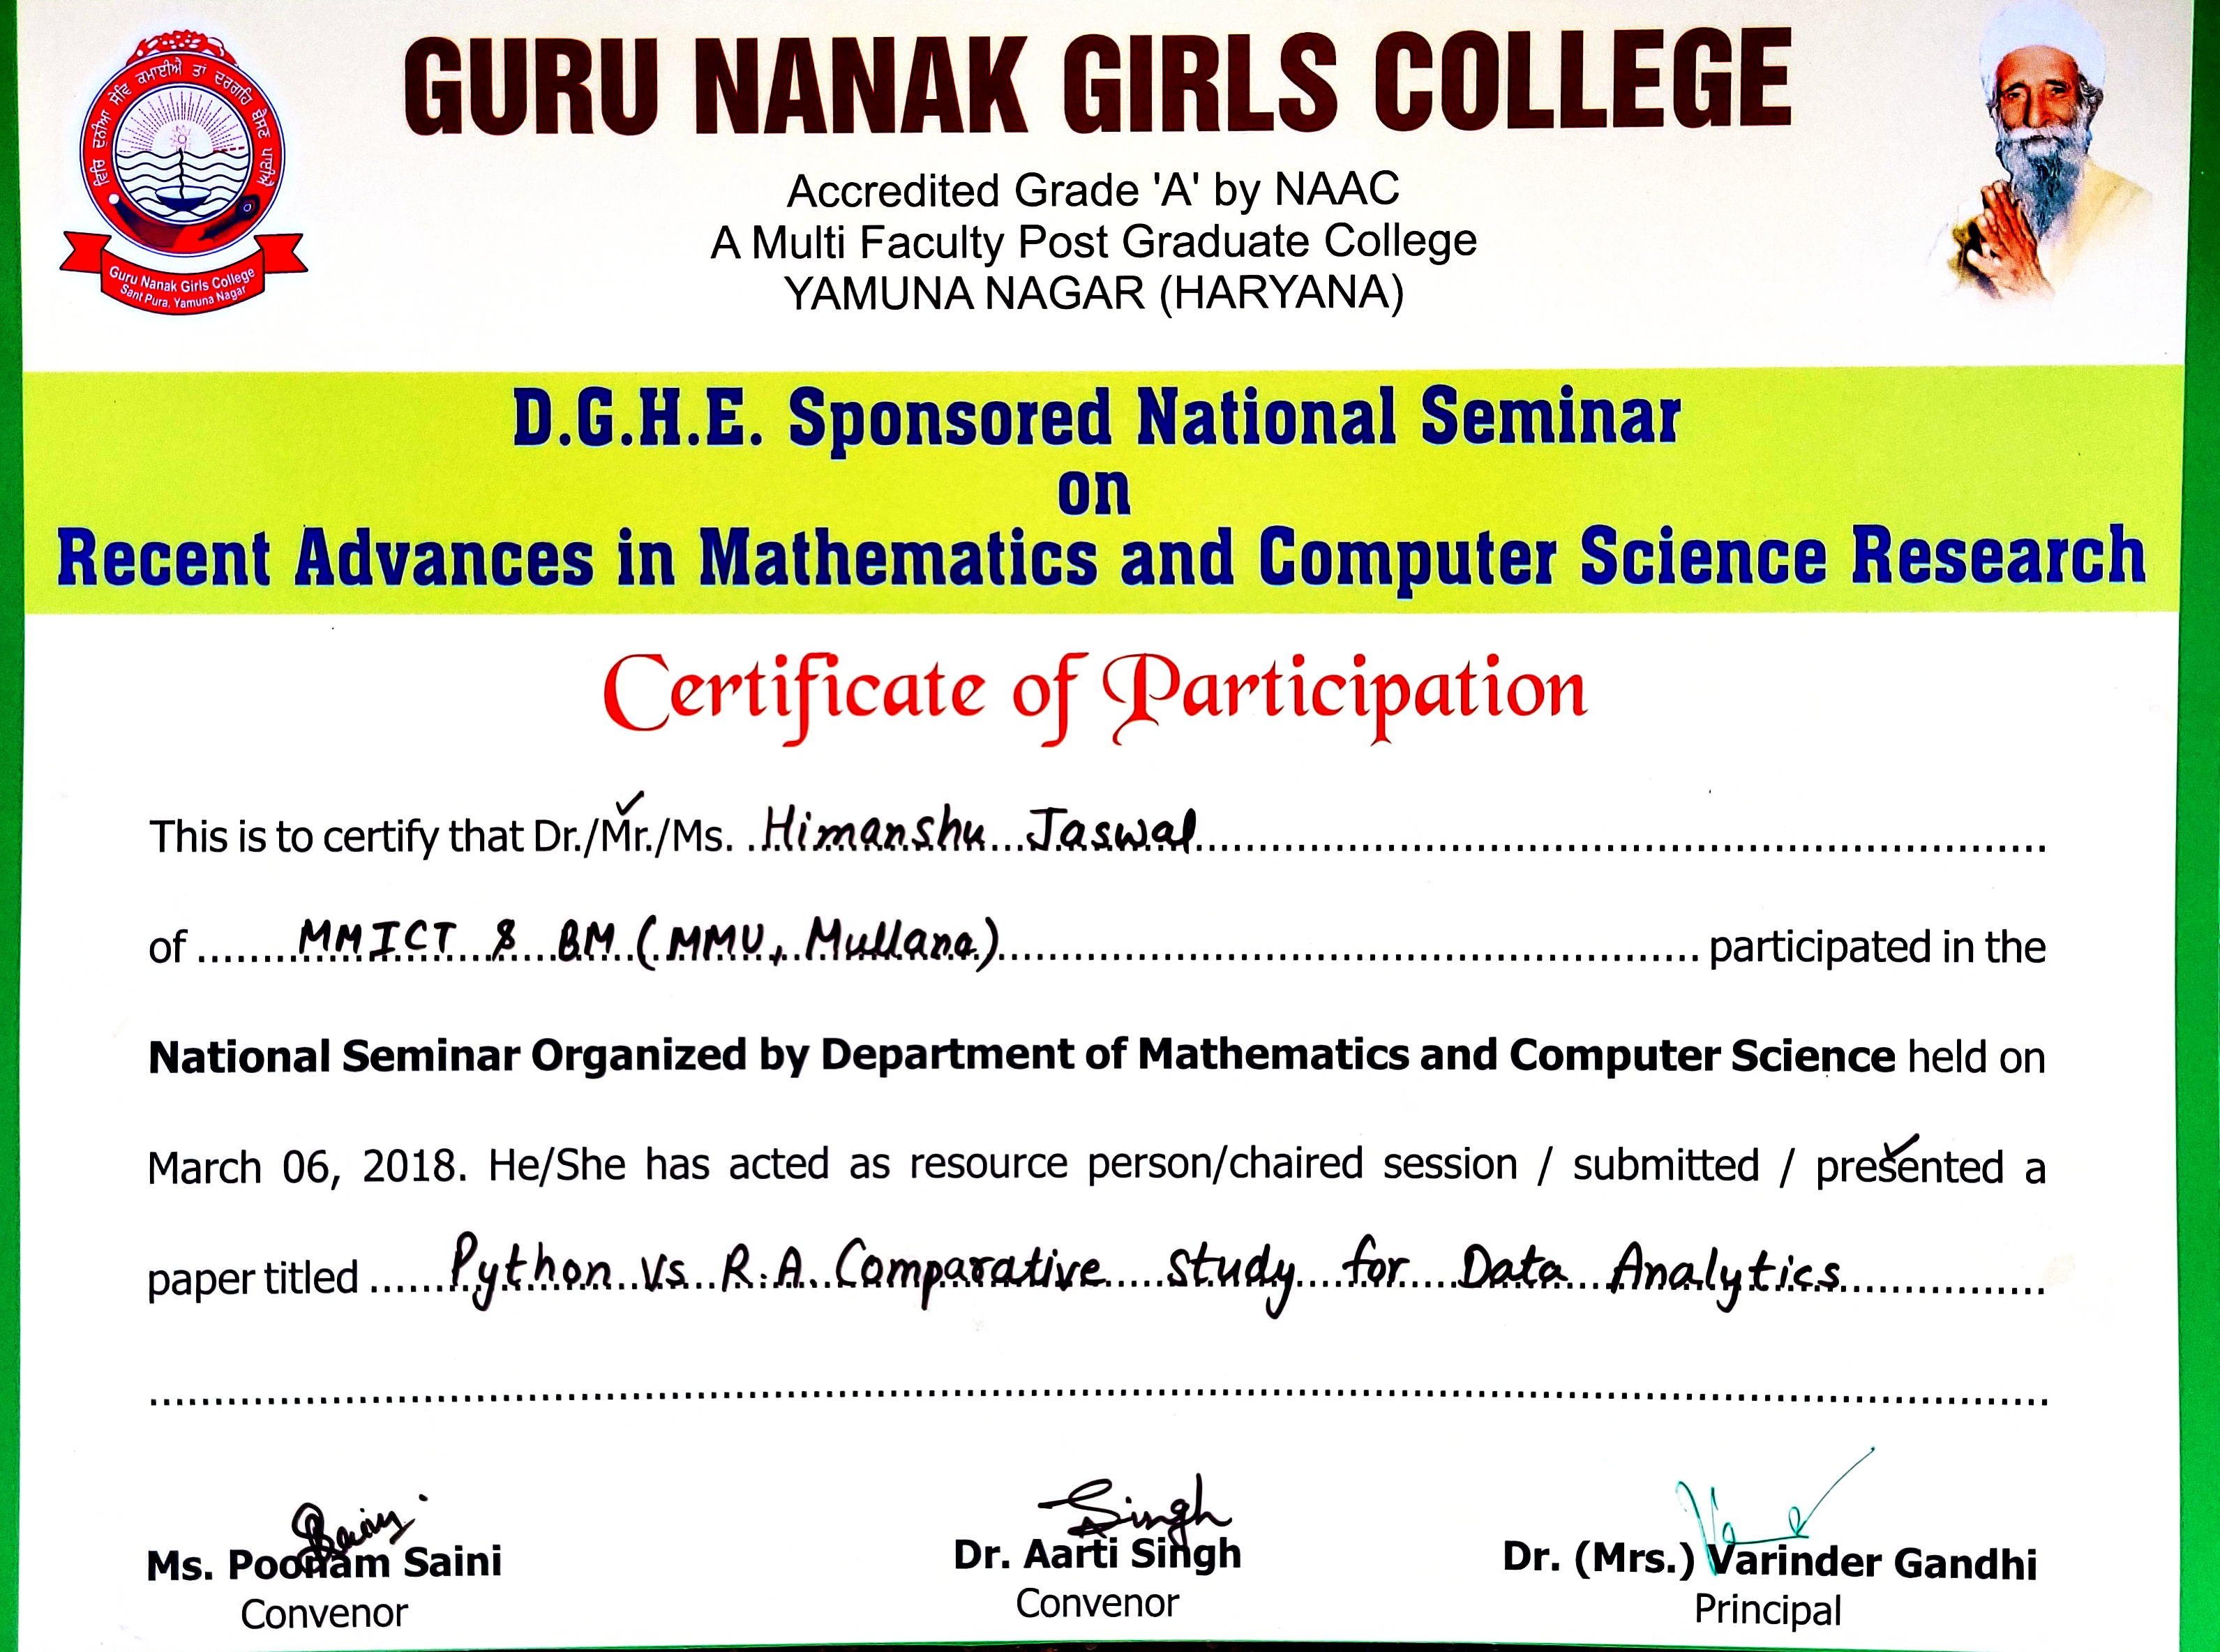 ਵਿਚਿ ਦੁਨੀਆ ਸੇਵ ਕਮਾਈਐ ਤਾਂ ਦਰਗਹਿ ਬੈਸਣ ਪਾਈਐ
Guru Nanak Girls College
Sant Pura, Yamuna Nagar
GURU NANAK GIRLS COLLEGE
Accredited Grade 'A' by NAAC
A Multi Faculty Post Graduate College
YAMUNA NAGAR (HARYANA)
D.G.H.E. Sponsored National Seminar
on
Recent Advances in Mathematics and Computer Science Research
Certificate of Participation
This is to certify that Dr./Mr./Ms. Himanshu Jaswal
of MMICT & BM (MMU, Mullana) participated in the
National Seminar Organized by Department of Mathematics and Computer Science held on
March 06, 2018. He/She has acted as resource person/chaired session / submitted / presented a
paper titled Python Vs R.A. Comparative study for Data Analytics
Saini
Singh
Ms. Poonam Saini
Dr. Aarti Singh
Dr. (Mrs.) Varinder Gandhi
Convenor
Convenor
Principal